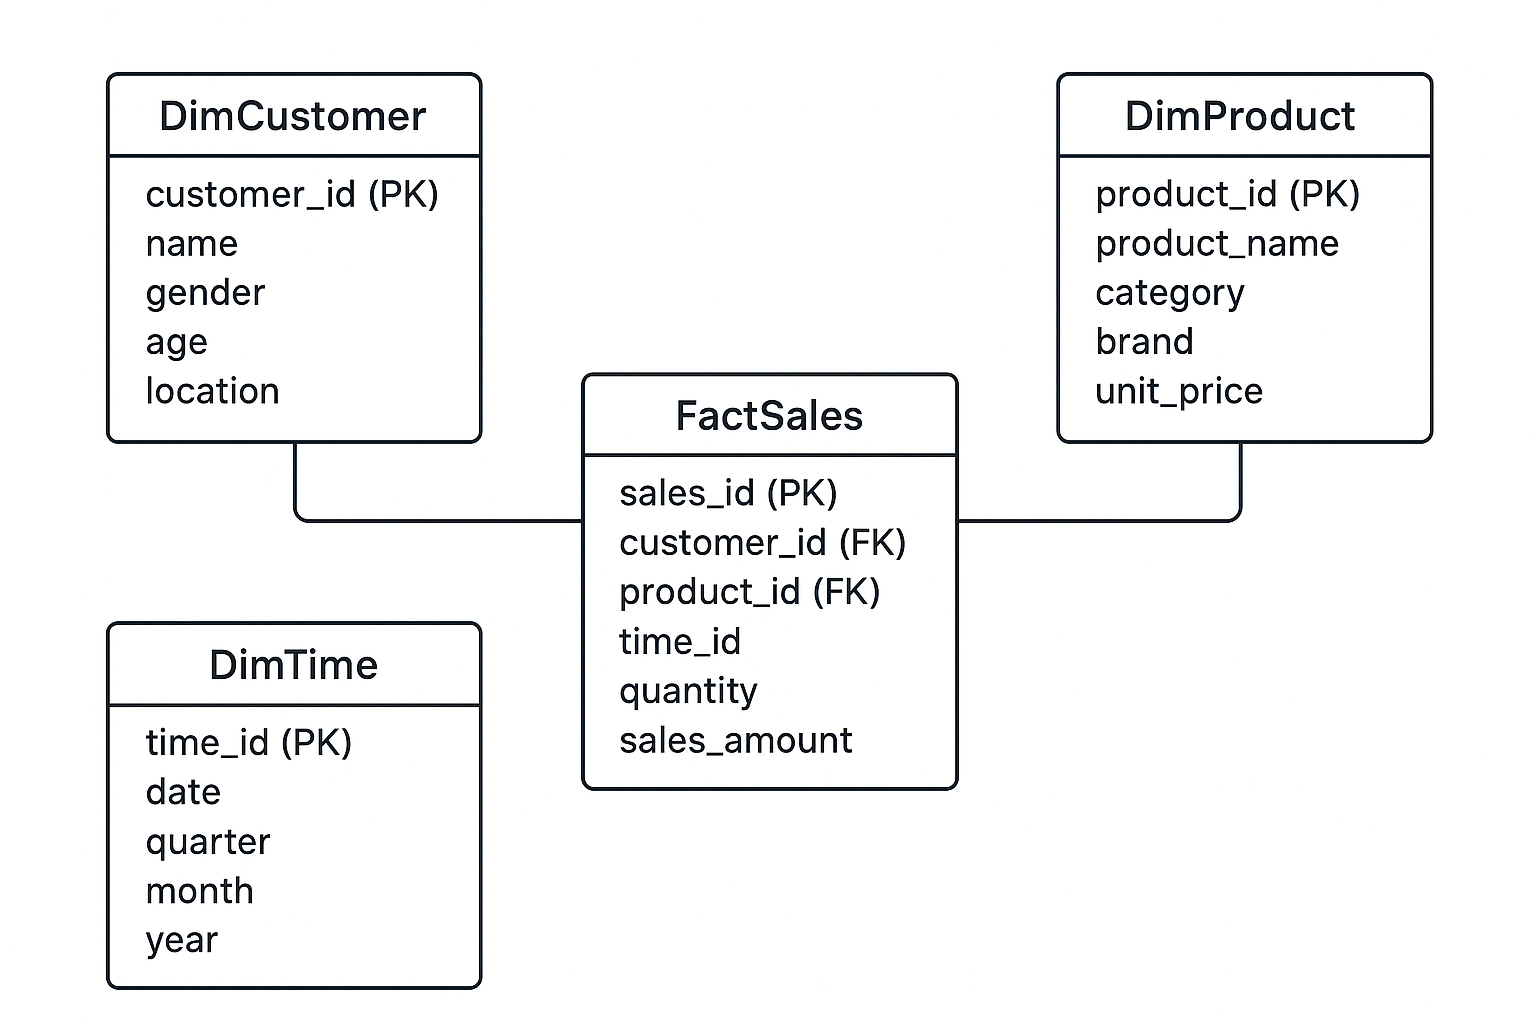 DimCustomer
customer_id (PK)
name
gender
age
location
DimProduct
product_id (PK)
product_name
category
brand
unit_price
FactSales
sales_id (PK)
customer_id (FK)
product_id (FK)
time_id
quantity
sales_amount
DimTime
time_id (PK)
date
quarter
month
year